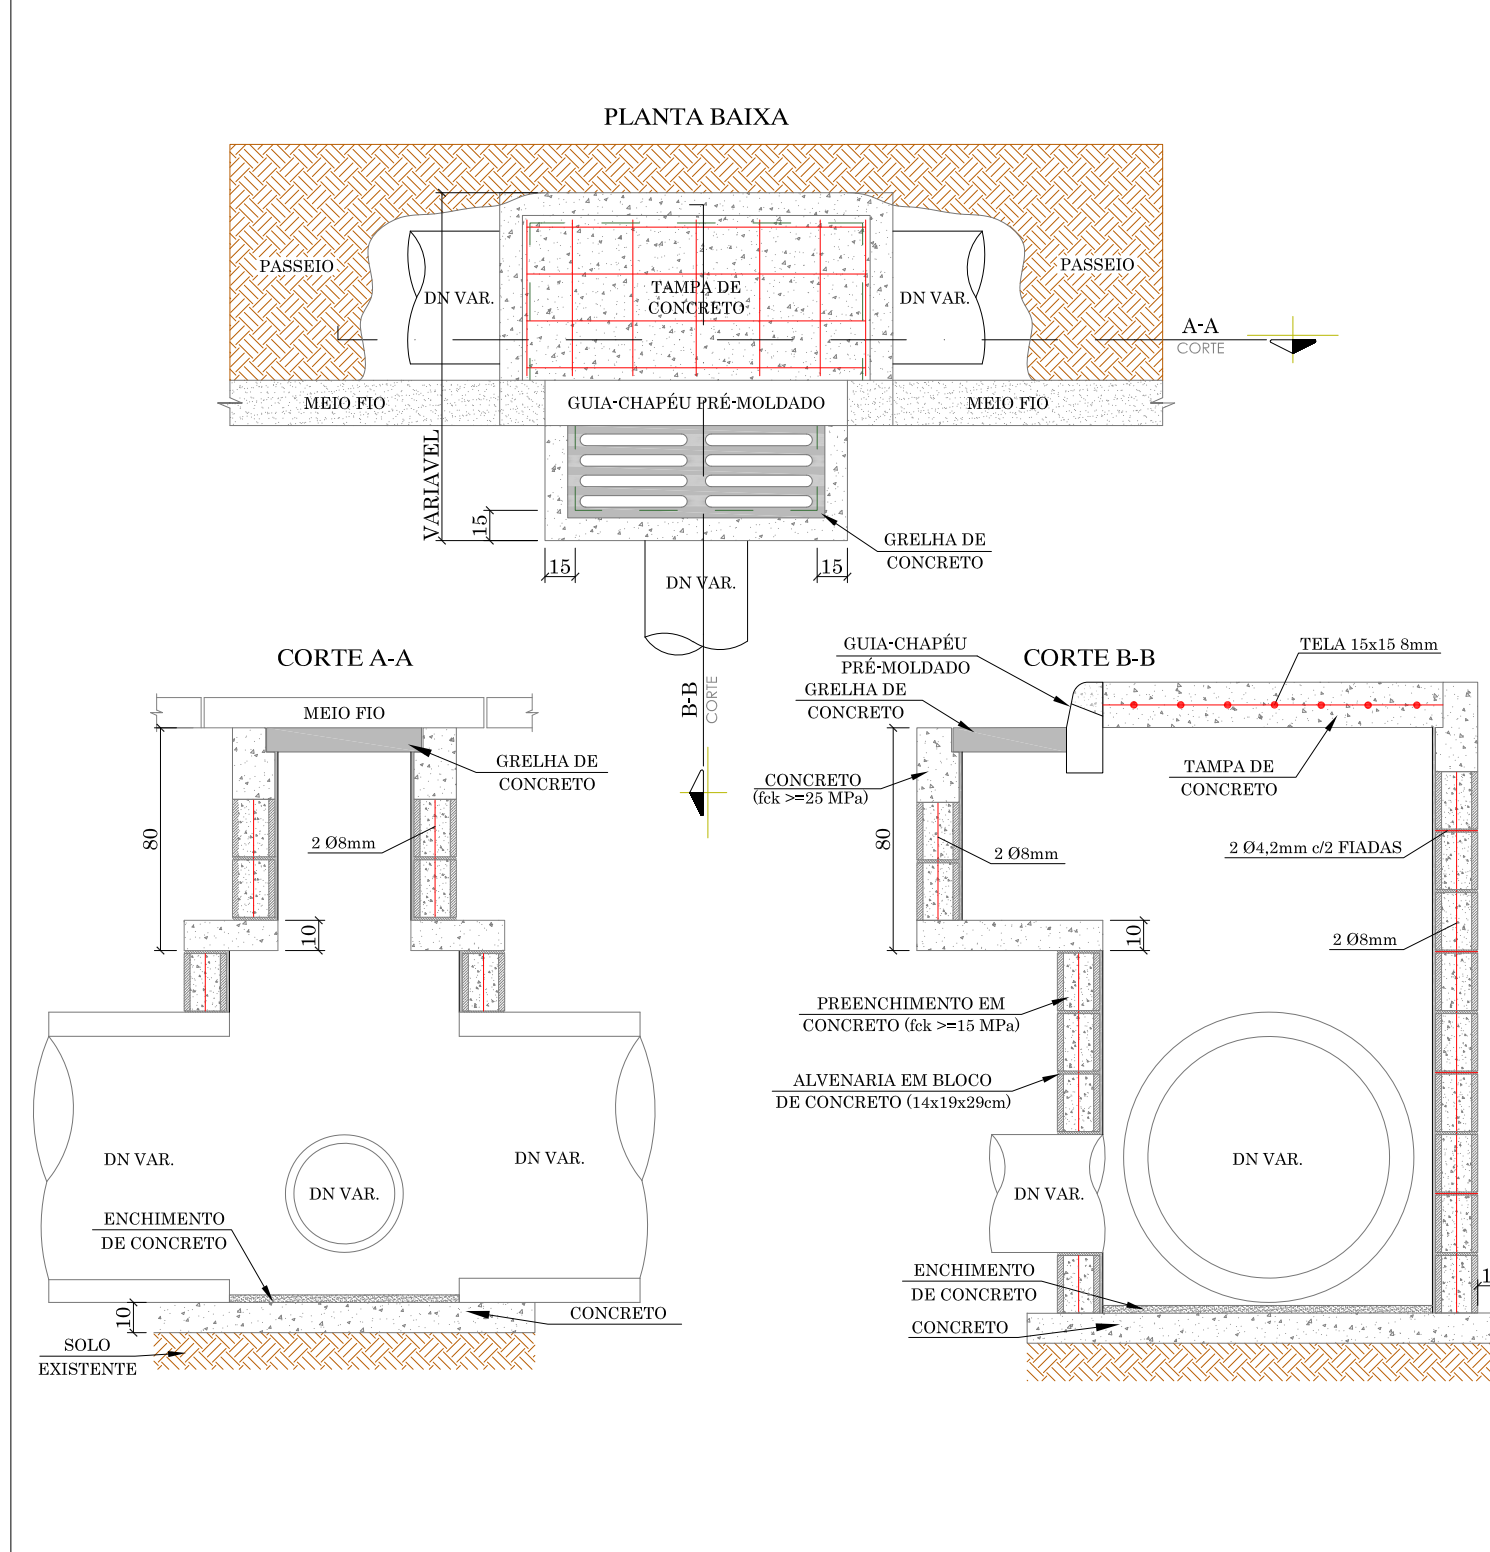 PLANTA BAIXA
PASSEIO
PASSEIO
TAMPA DE
CONCRETO
DN VAR.
DN VAR.
A-A
CORTE
MEIO FIO
GUIA-CHAPÉU PRÉ-MOLDADO
MEIO FIO
VARIAVEL
15
GRELHA DE
CONCRETO
15
15
DN VAR.
B-B
CORTE
CORTE A-A
MEIO FIO
GRELHA DE
CONCRETO
80
2 Ø8mm
10
DN VAR.
DN VAR.
DN VAR.
ENCHIMENTO
DE CONCRETO
10
CONCRETO
SOLO
EXISTENTE
CORTE B-B
GUIA-CHAPÉU
PRÉ-MOLDADO
TELA 15x15 8mm
GRELHA DE
CONCRETO
CONCRETO
(fck >=25 MPa)
TAMPA DE
CONCRETO
80
2 Ø8mm
2 Ø4,2mm c/2 FIADAS
10
2 Ø8mm
PREENCHIMENTO EM
CONCRETO (fck >=15 MPa)
ALVENARIA EM BLOCO
DE CONCRETO (14x19x29cm)
DN VAR.
DN VAR.
ENCHIMENTO
DE CONCRETO
CONCRETO